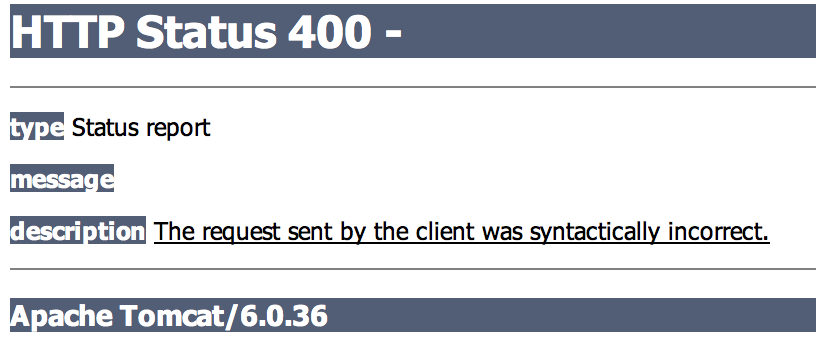 HTTP Status 400 -
type Status report
message
description The request sent by the client was syntactically incorrect.
Apache Tomcat/6.0.36